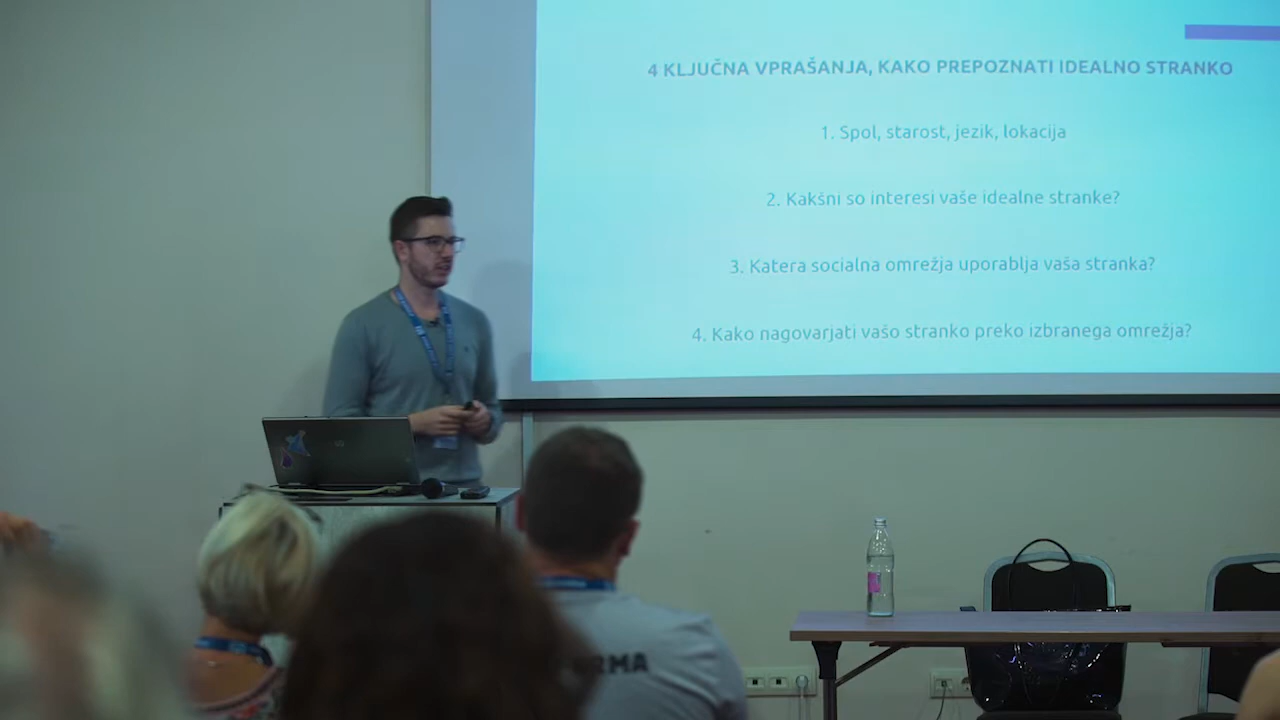 4 KLJUČNA VPRAŠANJA, KAKO PREPOZNATI IDEALNO STRANKO
1. Spol, starost, jezik, lokacija
2. Kakšni so interesi vaše idealne stranke?
3. Katera socialna omrežja uporablja vaša stranka?
4. Kako nagovarjati vašo stranko preko izbranega omrežja?